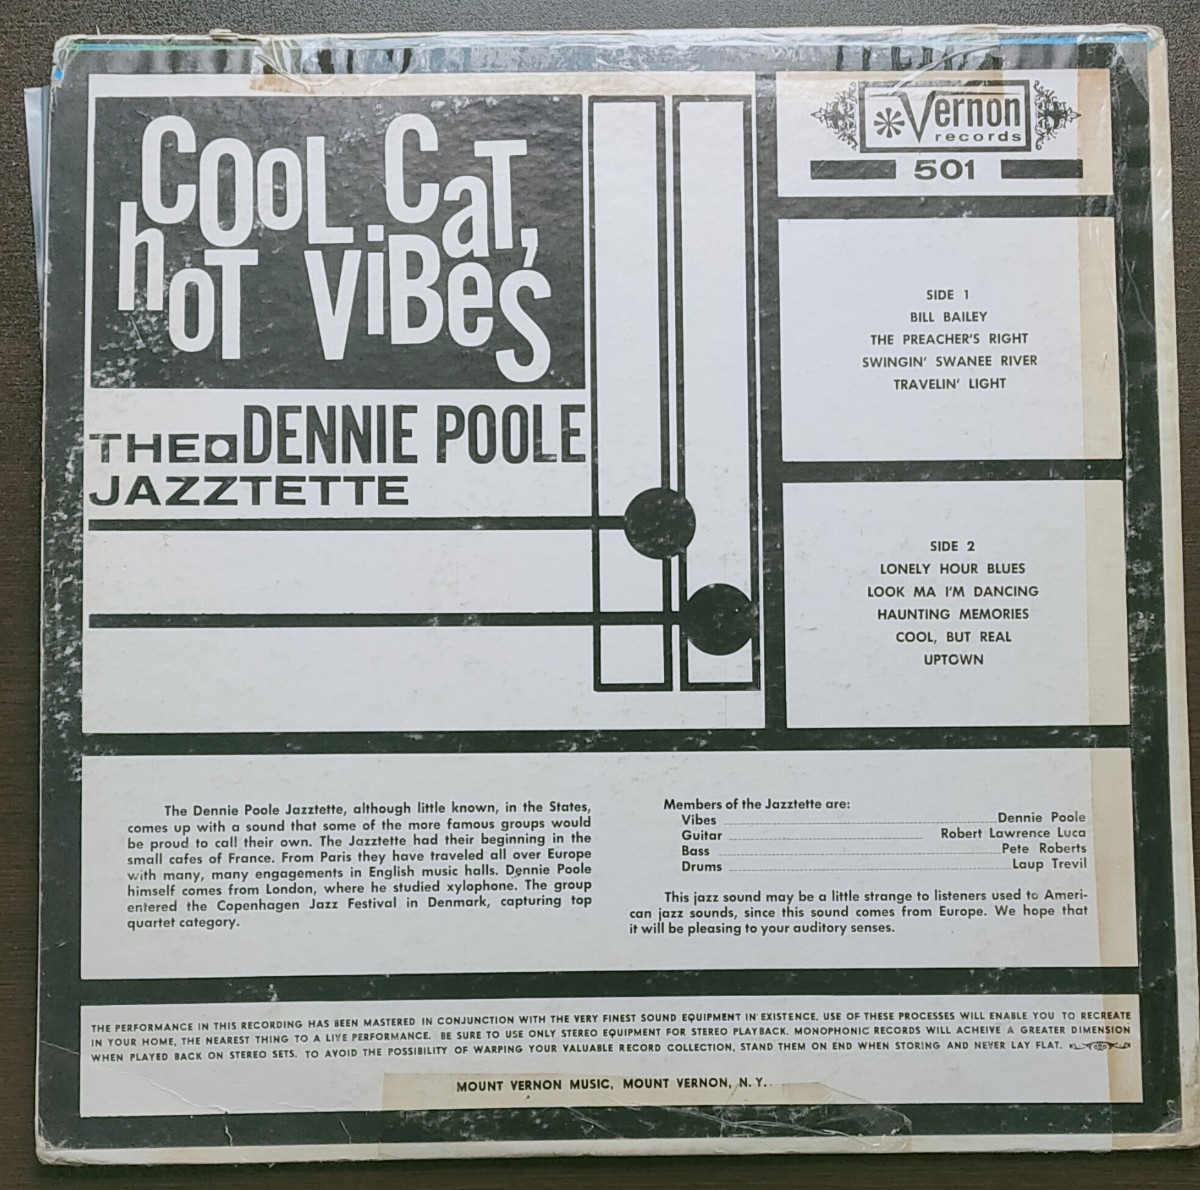 COOL CaT,
hOT ViBeS
THE DENNIE POOLE
JAZZTETTE
Vernon
records
501
SIDE 1
BILL BAILEY
THE PREACHER'S RIGHT
SWINGIN' SWANEE RIVER
TRAVELIN' LIGHT
SIDE 2
LONELY HOUR BLUES
LOOK MA I'M DANCING
HAUNTING MEMORIES
COOL, BUT REAL
UPTOWN
The Dennie Poole Jazztette, although little known, in the States,
comes up with a sound that some of the more famous groups would
be proud to call their own. The Jazztette had their beginning in the
small cafes of France. From Paris they have traveled all over Europe
with many, many engagements in English music halls. Dennie Poole
himself comes from London, where he studied xylophone. The group
entered the Copenhagen Jazz Festival in Denmark, capturing top
quartet category.
Members of the Jazztette are:
Vibes Dennie Poole
Guitar Robert Lawrence Luca
Bass Pete Roberts
Drums Laup Trevil
This jazz sound may be a little strange to listeners used to Ameri-
can jazz sounds, since this sound comes from Europe. We hope that
it will be pleasing to your auditory senses.
THE PERFORMANCE IN THIS RECORDING HAS BEEN MASTERED IN CONJUNCTION WITH THE VERY FINEST SOUND EQUIPMENT IN EXISTENCE, USE OF THESE PROCESSES WILL ENABLE YOU TO RECREATE
IN YOUR HOME, THE NEAREST THING TO A LIVE PERFORMANCE. BE SURE TO USE ONLY STEREO EQUIPMENT FOR STEREO PLAYBACK. MONOPHONIC RECORDS WILL ACHEIVE A GREATER DIMENSION
WHEN PLAYED BACK ON STEREO SETS. TO AVOID THE POSSIBILITY OF WARPING YOUR VALUABLE RECORD COLLECTION, STAND THEM ON END WHEN STORING AND NEVER LAY FLAT.
MOUNT VERNON MUSIC, MOUNT VERNON, N.Y.